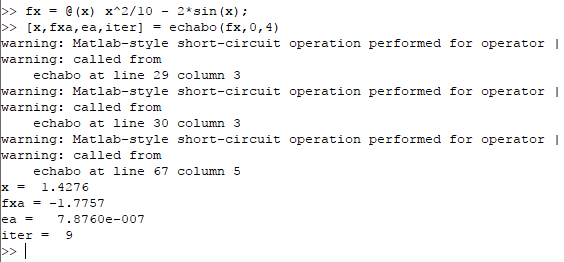 >> fx = @(x) x^2/10 - 2*sin(x);
>> [x,fxa,ea,iter] = echabo(fx,0,4)
warning: Matlab-style short-circuit operation performed for operator |
warning: called from
    echabo at line 29 column 3
warning: Matlab-style short-circuit operation performed for operator |
warning: called from
    echabo at line 30 column 3
warning: Matlab-style short-circuit operation performed for operator |
warning: called from
    echabo at line 67 column 5
x =  1.4276
fxa = -1.7757
ea =   7.8760e-007
iter =  9
>>